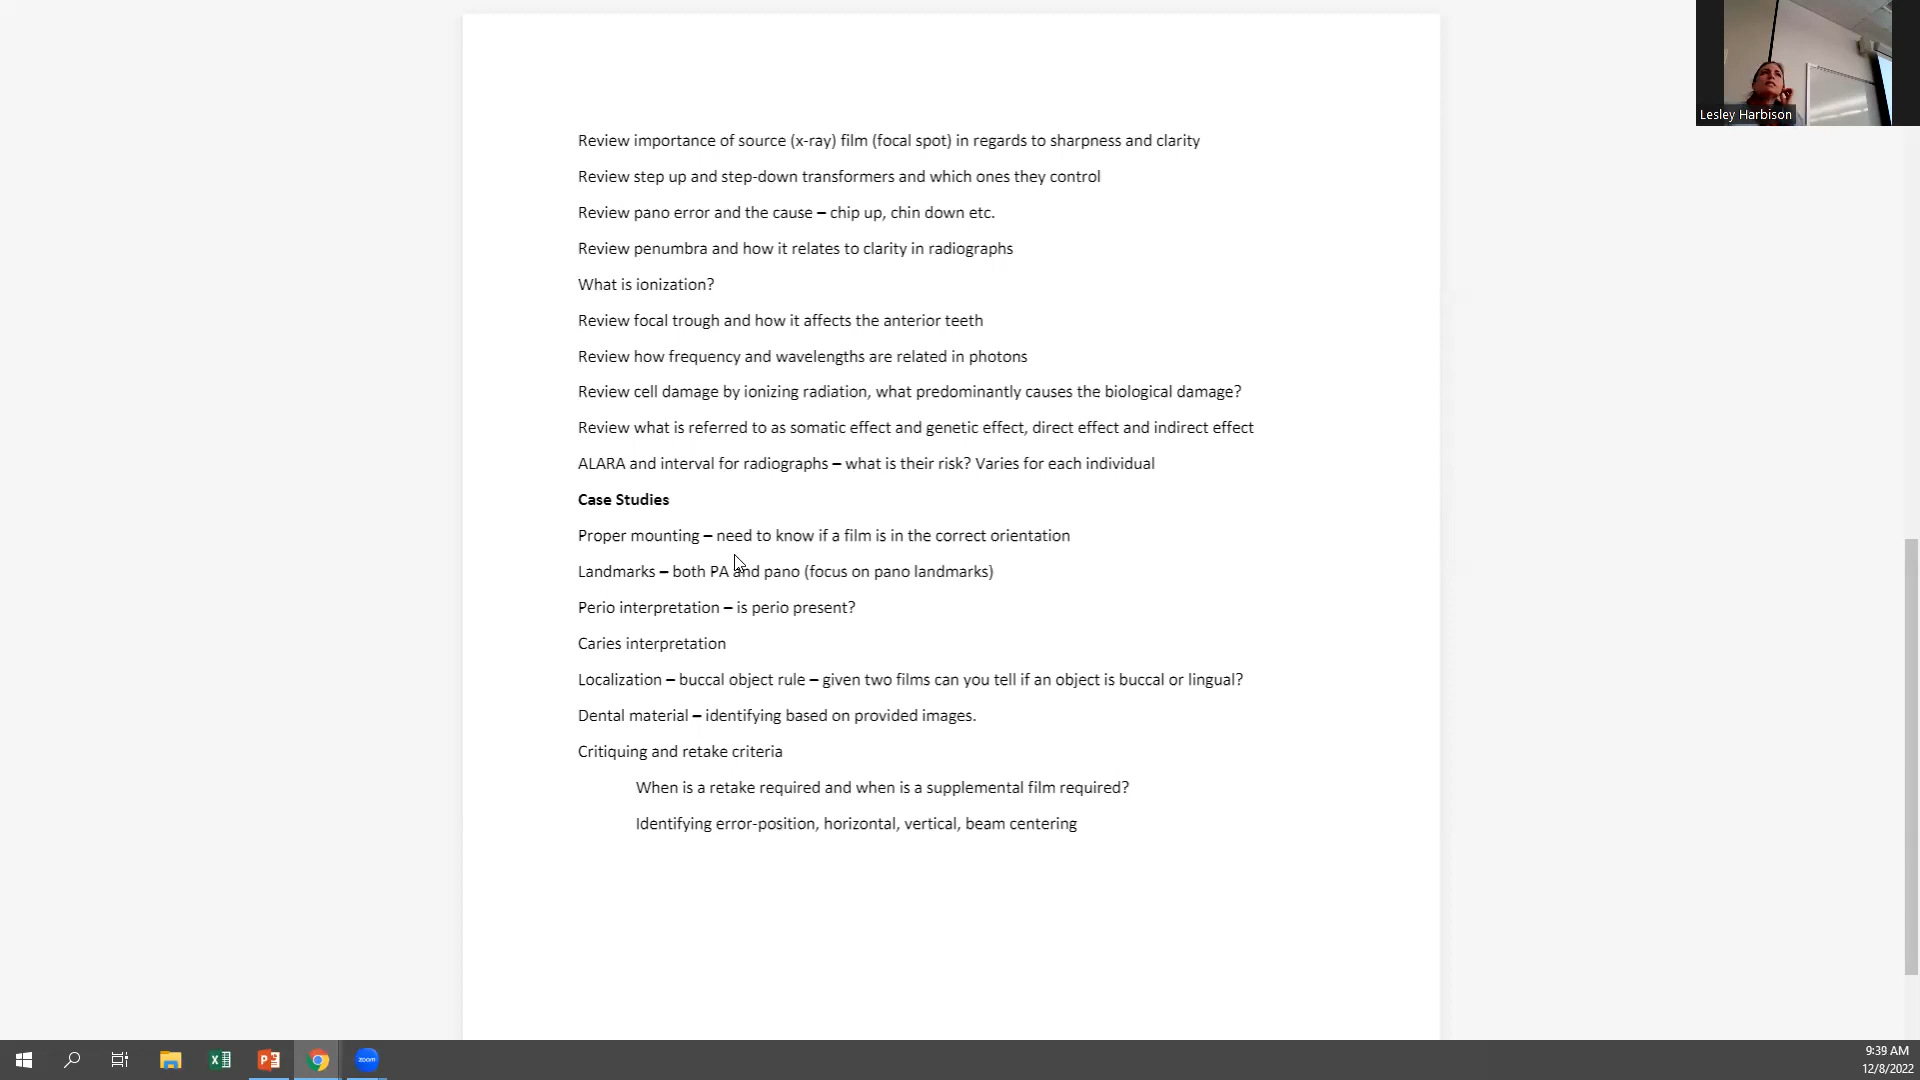 Lesley Harbison
Review importance of source (x-ray) film (focal spot) in regards to sharpness and clarity
Review step up and step-down transformers and which ones they control
Review pano error and the cause – chip up, chin down etc.
Review penumbra and how it relates to clarity in radiographs
What is ionization?
Review focal trough and how it affects the anterior teeth
Review how frequency and wavelengths are related in photons
Review cell damage by ionizing radiation, what predominantly causes the biological damage?
Review what is referred to as somatic effect and genetic effect, direct effect and indirect effect
ALARA and interval for radiographs – what is their risk? Varies for each individual
Case Studies
Proper mounting – need to know if a film is in the correct orientation
Landmarks – both PA and pano (focus on pano landmarks)
Perio interpretation – is perio present?
Caries interpretation
Localization – buccal object rule – given two films can you tell if an object is buccal or lingual?
Dental material – identifying based on provided images.
Critiquing and retake criteria
When is a retake required and when is a supplemental film required?
Identifying error-position, horizontal, vertical, beam centering
zoom
9:39 AM
12/8/2022